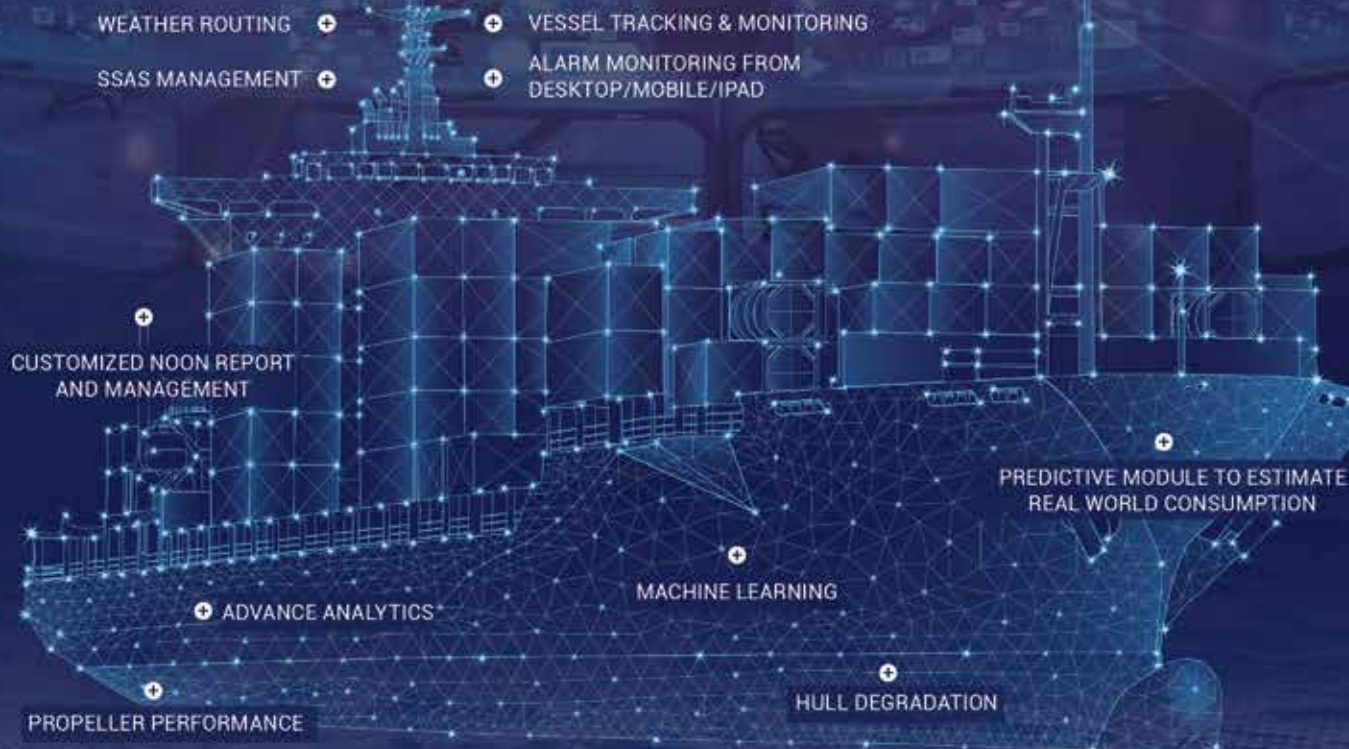 WEATHER ROUTING
VESSEL TRACKING & MONITORING
SSAS MANAGEMENT
ALARM MONITORING FROM
DESKTOP/MOBILE/IPAD
CUSTOMIZED NOON REPORT
AND MANAGEMENT
PREDICTIVE MODULE TO ESTIMATE
REAL WORLD CONSUMPTION
MACHINE LEARNING
ADVANCE ANALYTICS
HULL DEGRADATION
PROPELLER PERFORMANCE